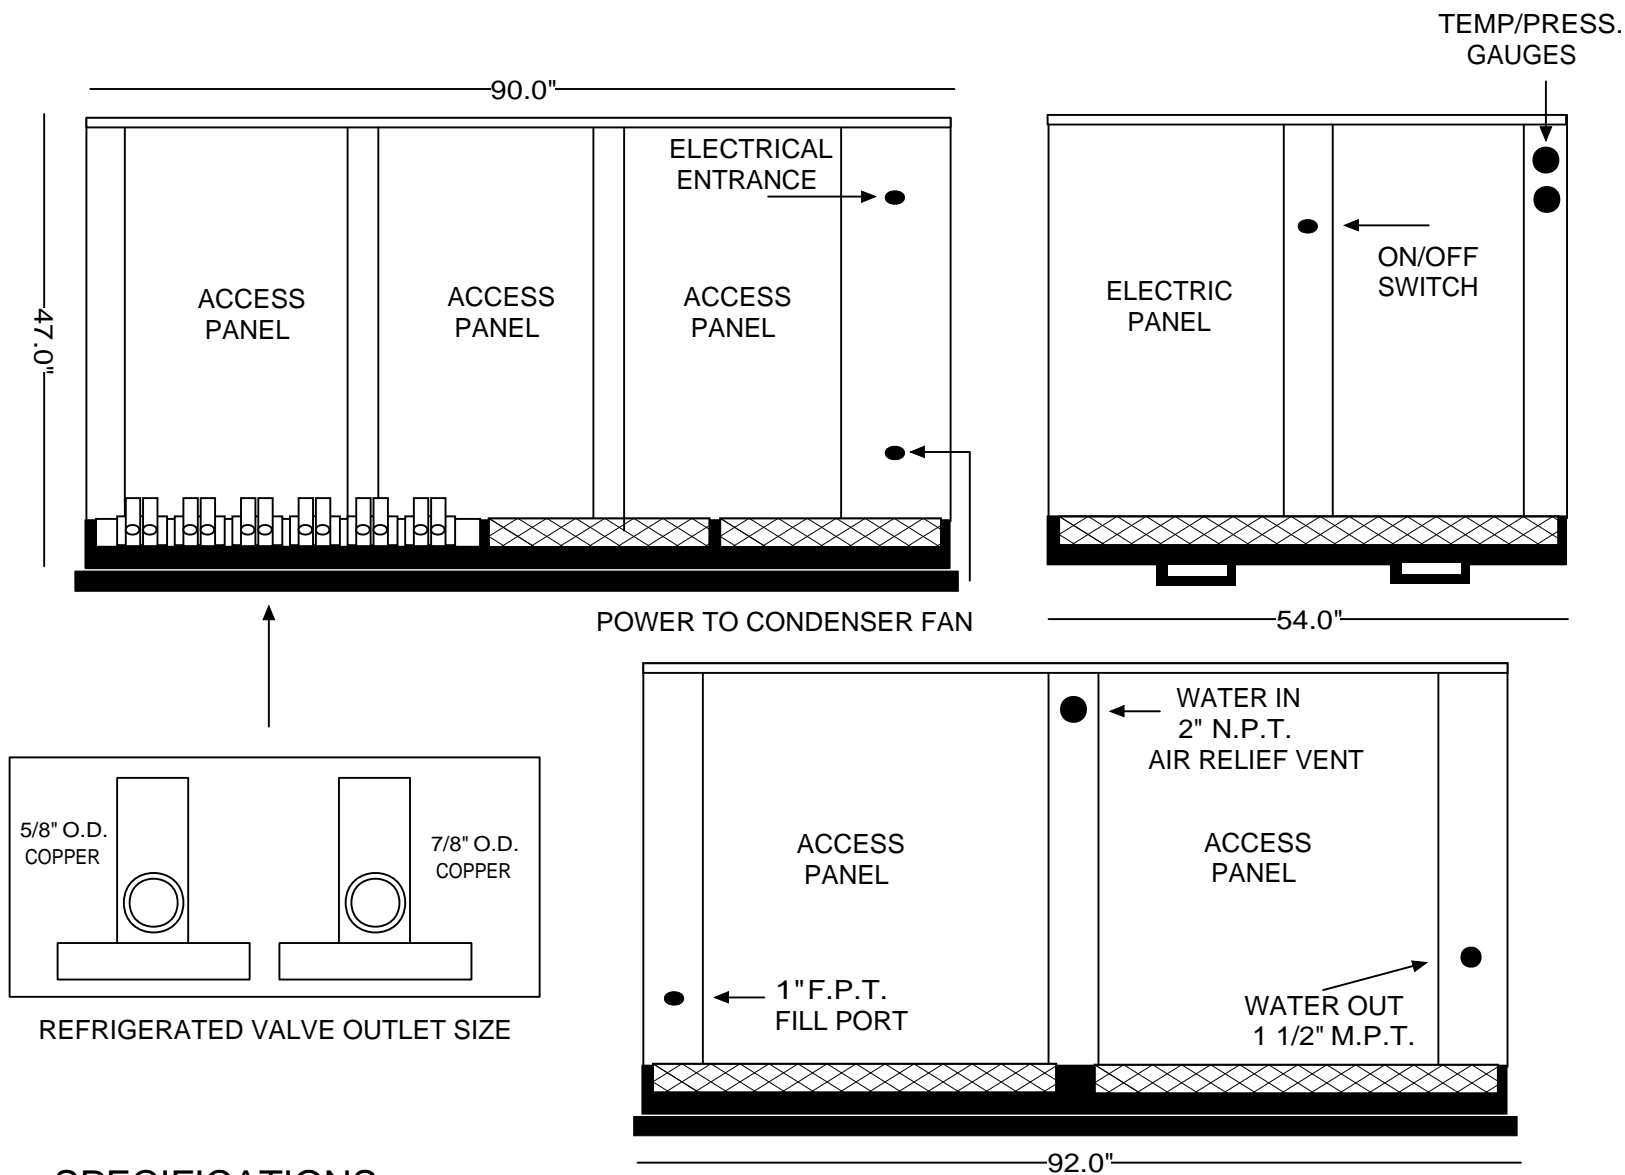 TEMP/PRESS.
GAUGES
90.0"
ELECTRICAL
ENTRANCE
47.0"
ACCESS
PANEL
ACCESS
PANEL
ACCESS
PANEL
ELECTRIC
PANEL
ON/OFF
SWITCH
POWER TO CONDENSER FAN
54.0"
WATER IN
2" N.P.T.
AIR RELIEF VENT
5/8" O.D.
COPPER
7/8" O.D.
COPPER
ACCESS
PANEL
ACCESS
PANEL
1" F.P.T.
FILL PORT
WATER OUT
1 1/2" M.P.T.
REFRIGERATED VALVE OUTLET SIZE
92.0"
SPECIFICATIONS